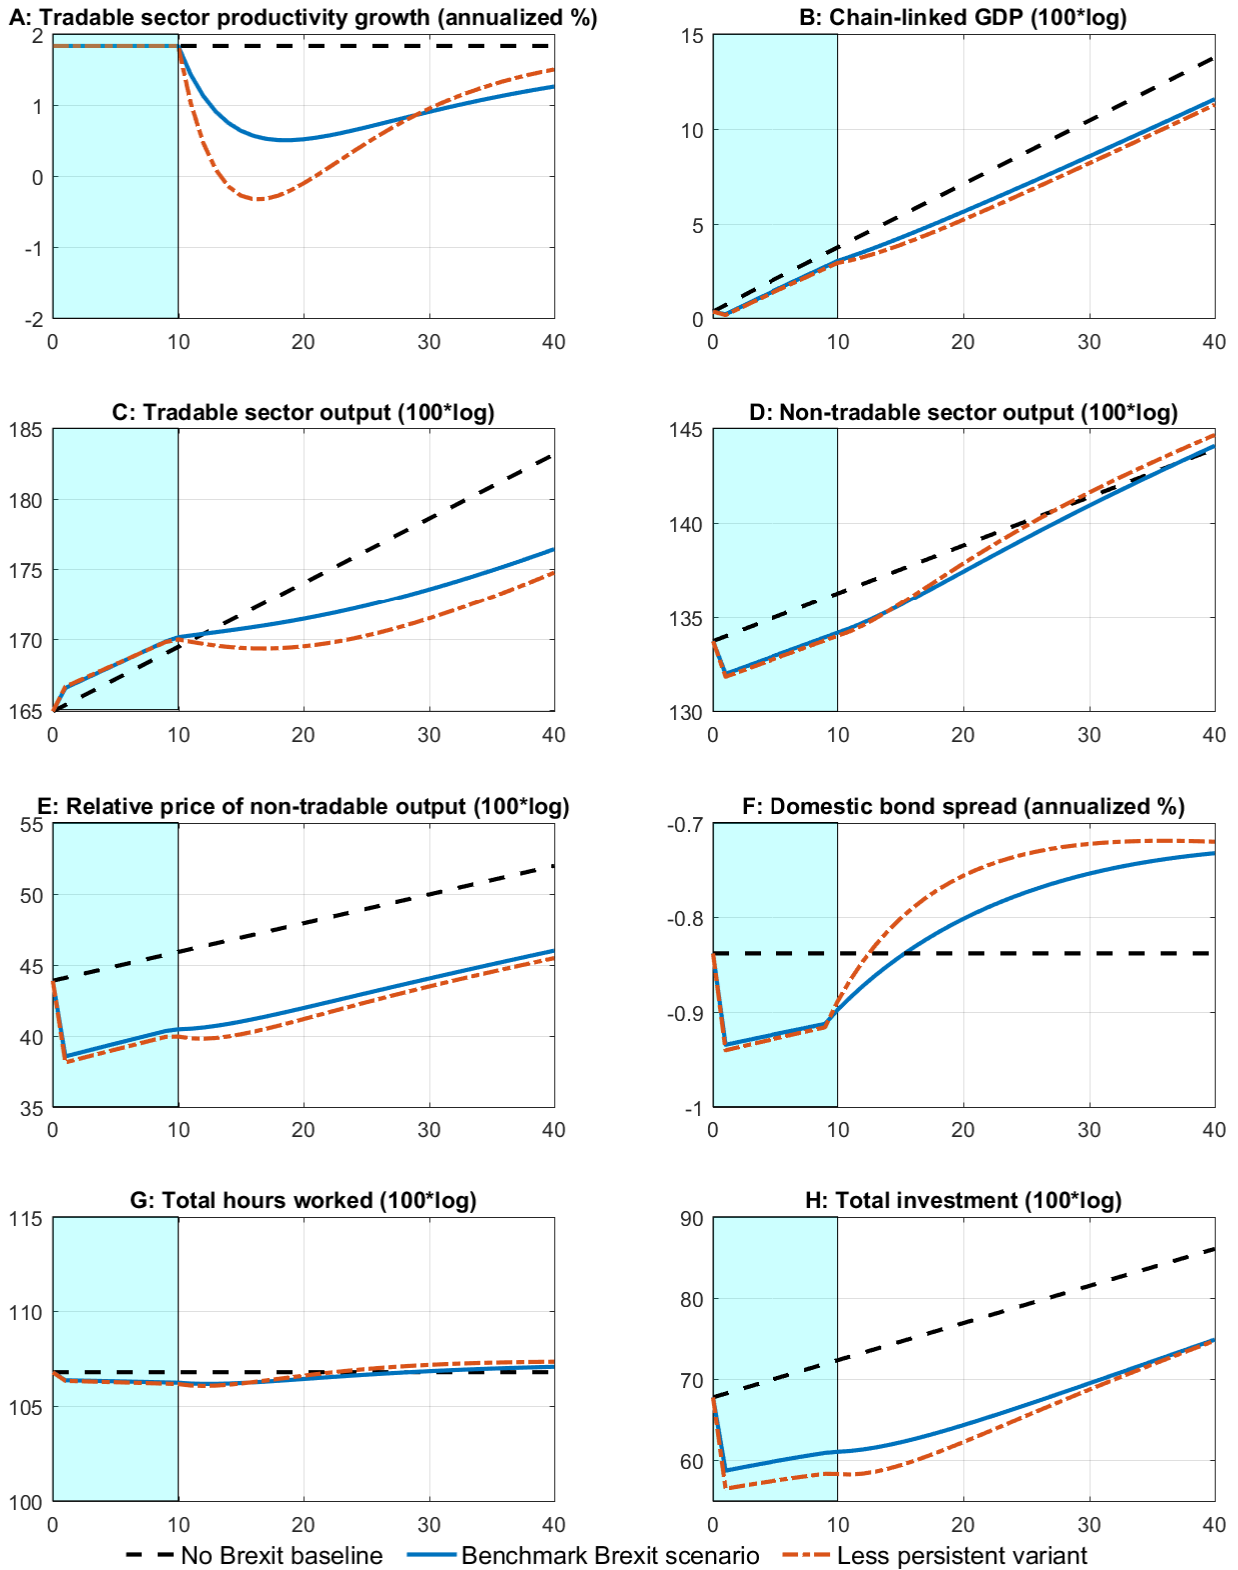 A: Tradable sector productivity growth (annualized %)
2
1
0
-1
-2
0 10 20 30 40
B: Chain-linked GDP (100*log)
15
10
5
0
0 10 20 30 40
C: Tradable sector output (100*log)
185
180
175
170
165
0 10 20 30 40
D: Non-tradable sector output (100*log)
145
140
135
130
0 10 20 30 40
E: Relative price of non-tradable output (100*log)
55
50
45
40
35
0 10 20 30 40
F: Domestic bond spread (annualized %)
-0.7
-0.8
-0.9
-1
0 10 20 30 40
G: Total hours worked (100*log)
115
110
105
100
0 10 20 30 40
H: Total investment (100*log)
90
80
70
60
0 10 20 30 40
No Brexit baseline Benchmark Brexit scenario Less persistent variant